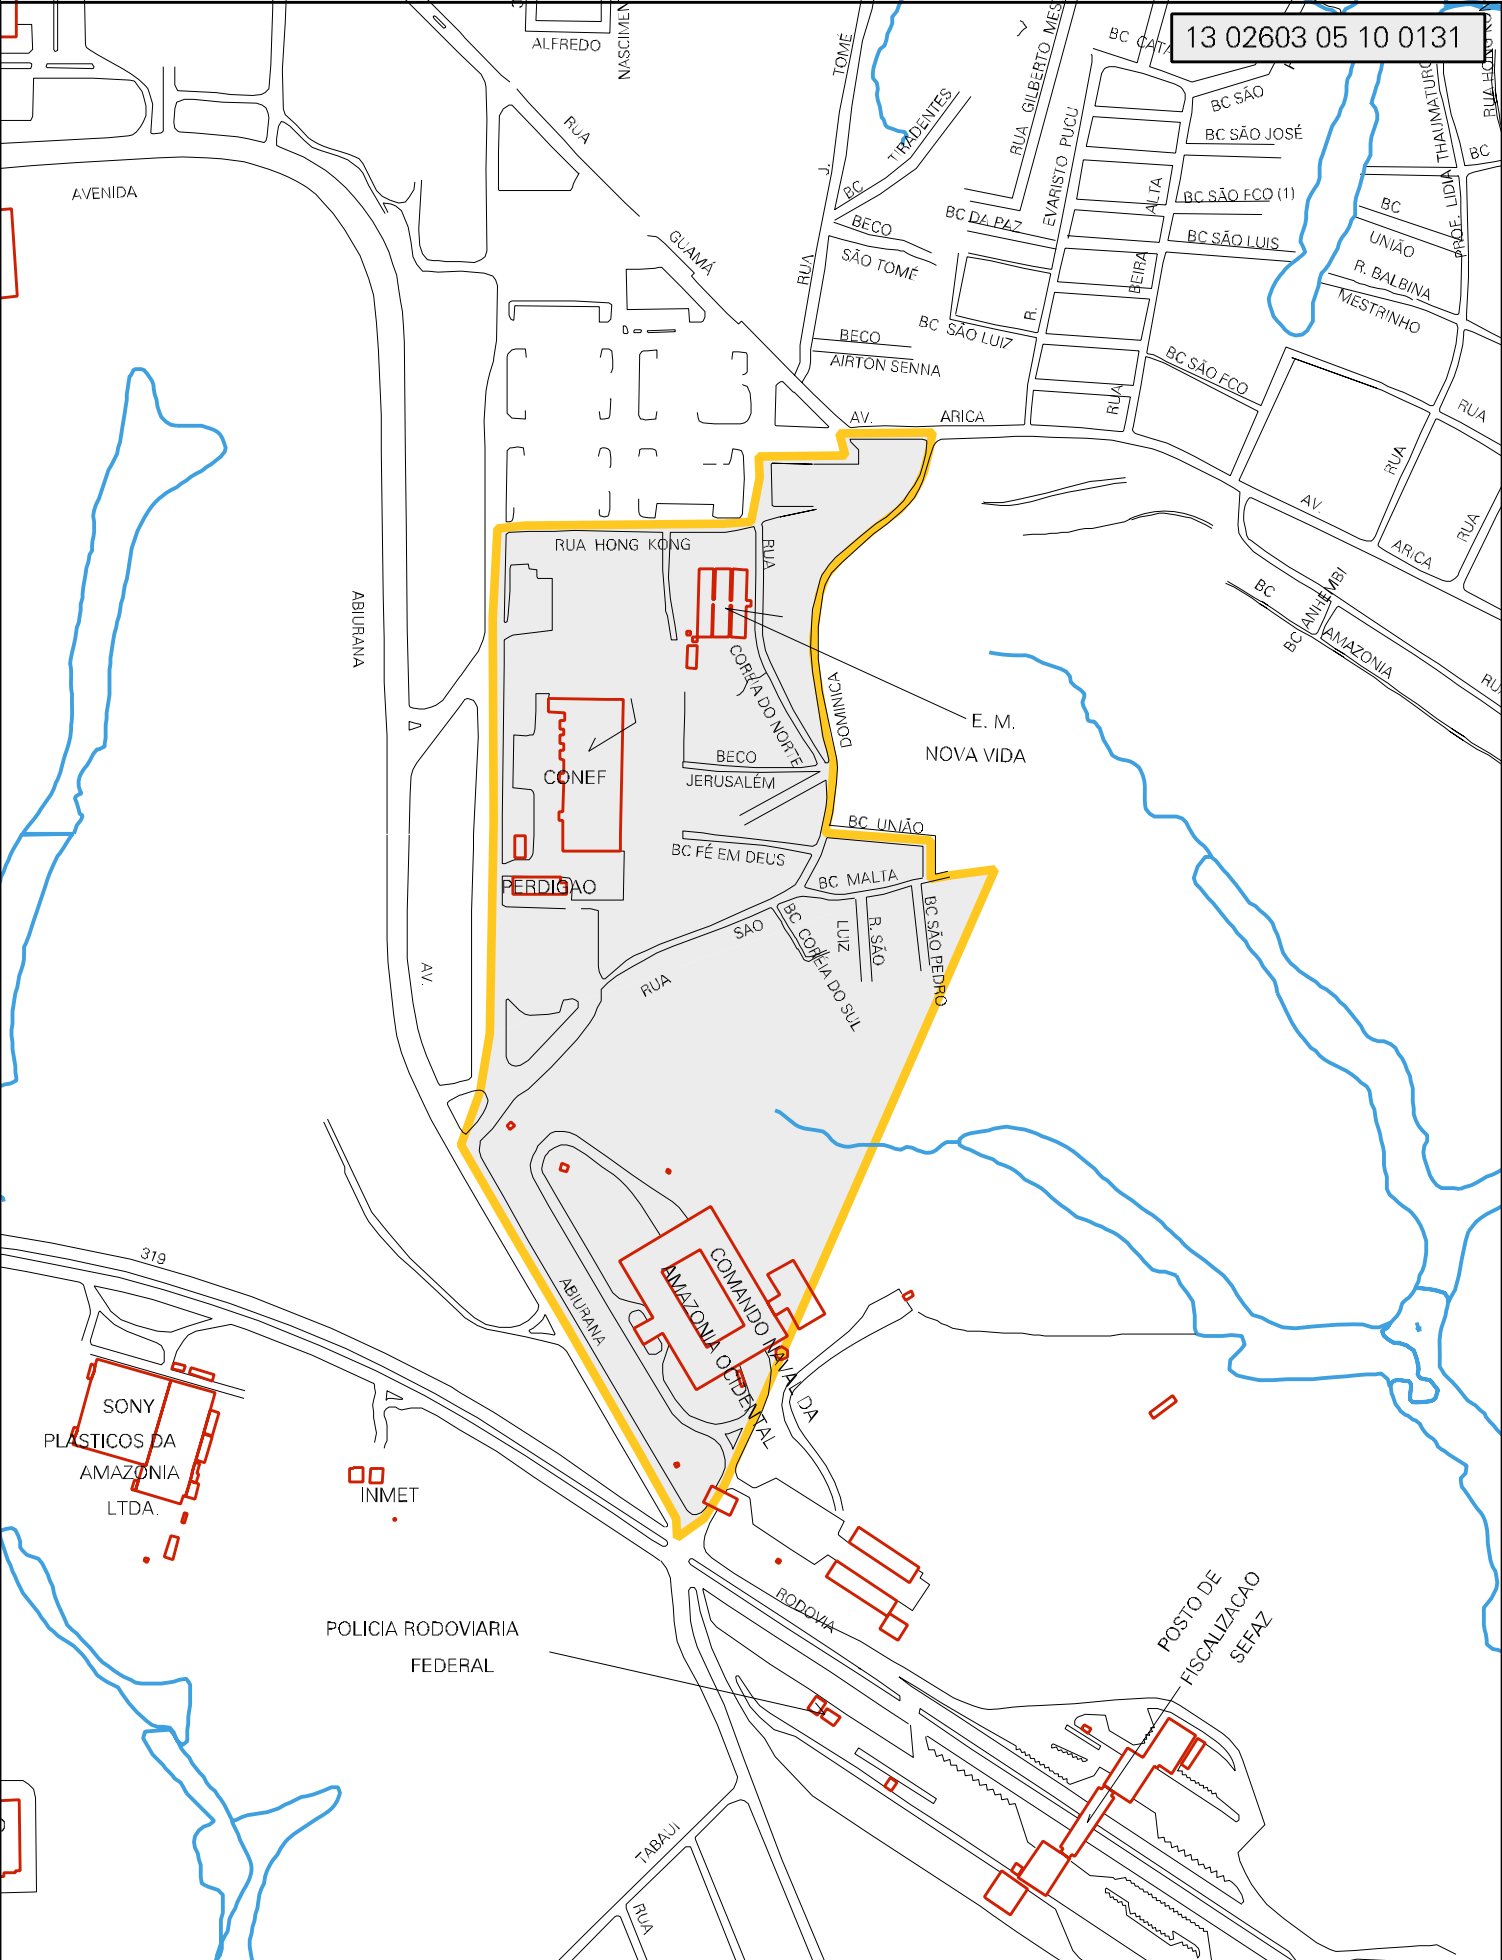 13 02603 05 10 0131
ALFREDO
RUA
AVENIDA
GUAMÁ
RUA
J.
TOMÉ
BC
TIRADENTES
BECO
SÃO TOMÉ
BECO
AIRTON SENNA
RUA
GILBERTO MES
BC DA PAZ
BC SÃO LUIZ
R.
EVARISTO PUCU
BC SÃO
BC SÃO JOSÉ
BC SÃO FCO (1)
BC SÃO LUIS
RUA
BEIRA
ALTA
BC SÃO FCO
PROF. LIDIA THAUMATURGO
BC
BC
UNIÃO
R. BALBINA
MESTRINHO
RUA
RUA
RUA
AV.
ARICA
AV.
ARICA
BC
AMAZONIA
BC ANHEMBI
ABIURANA
AV.
RUA HONG KONG
RUA
COREIA DO NORTE
DOMINICA
E. M.
NOVA VIDA
CONEF
BECO
JERUSALÉM
BC UNIÃO
BC FÉ EM DEUS
BC MALTA
PERDIGAO
RUA
SAO
BC COREIA DO SUL
LUIZ
R. SÃO
BC SÃO PEDRO
ABIURANA
COMANDO NAVAL DA
AMAZONIA OCIDENTAL
319
SONY
PLASTICOS DA
AMAZONIA
LTDA.
INMET
POLICIA RODOVIARIA
FEDERAL
RODOVIA
POSTO DE
FISCALIZACAO
SEFAZ
TABAUI
RUA